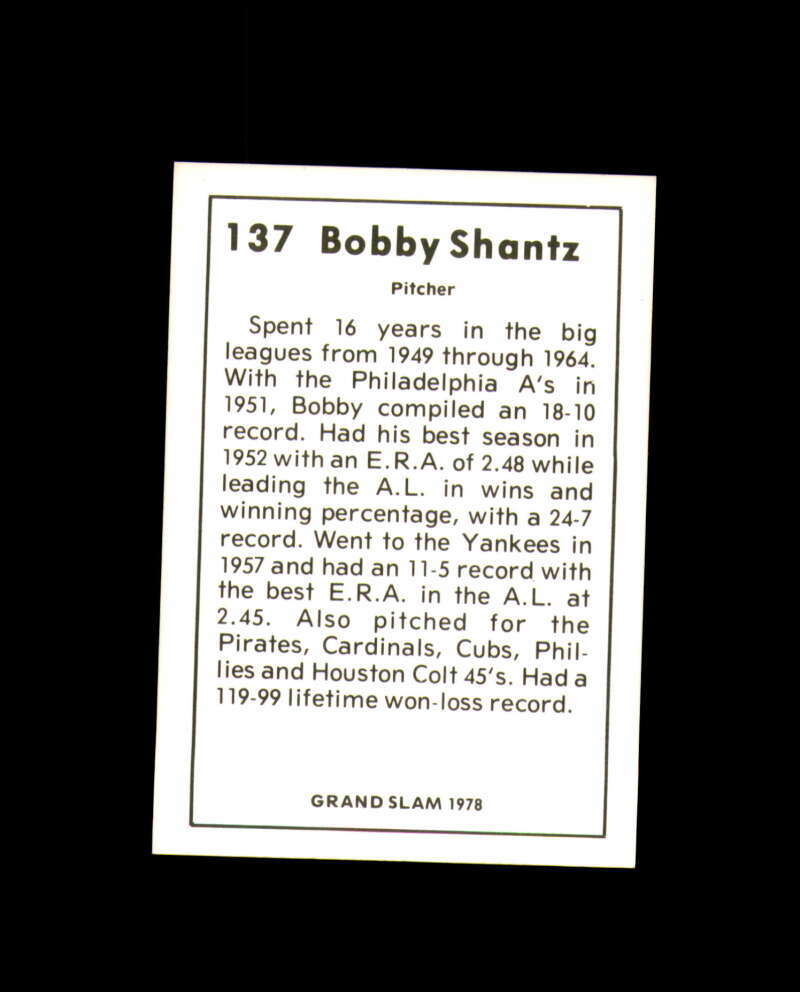 137 Bobby Shantz
Pitcher
Spent 16 years in the big
leagues from 1949 through 1964.
With the Philadelphia A's in
1951, Bobby compiled an 18-10
record. Had his best season in
1952 with an E.R.A. of 2.48 while
leading the A.L. in wins and
winning percentage, with a 24-7
record. Went to the Yankees in
1957 and had an 11-5 record with
the best E.R.A. in the A.L. at
2.45. Also pitched for the
Pirates, Cardinals, Cubs, Phil-
lies and Houston Colt 45's. Had a
119-99 lifetime won-loss record.
GRAND SLAM 1978